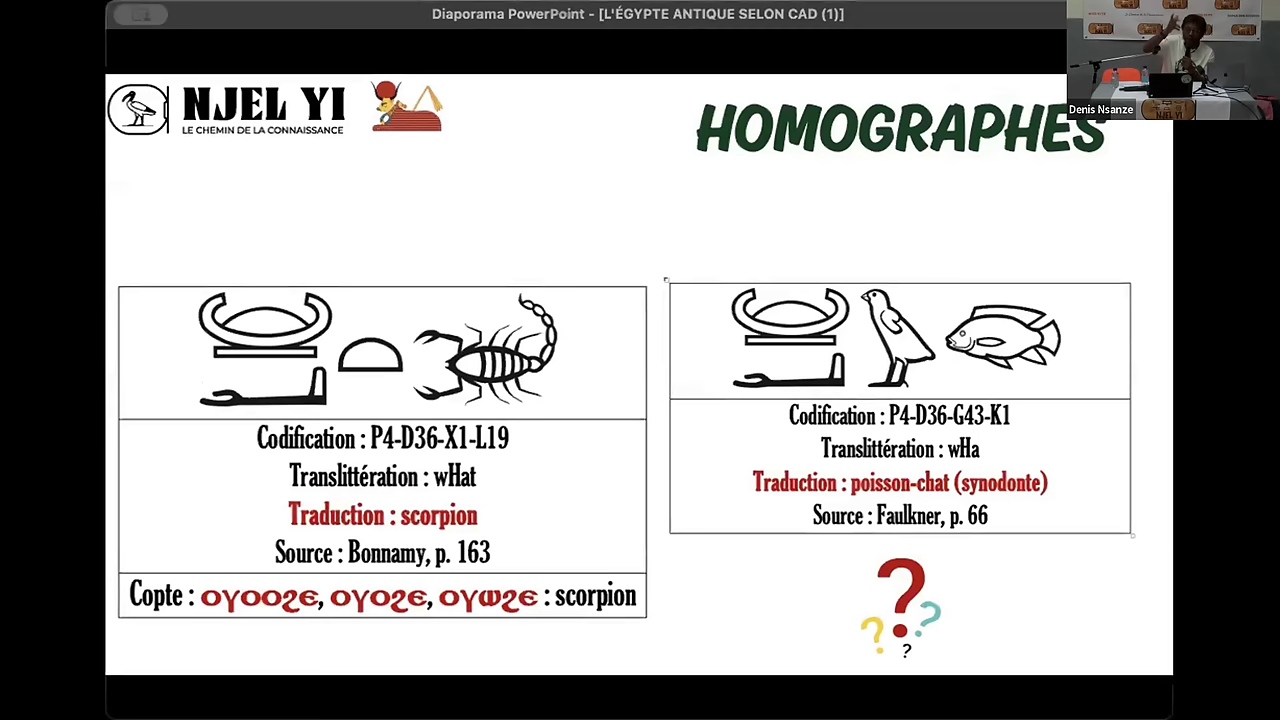 Diaporama PowerPoint - [L'ÉGYPTE ANTIQUE SELON CAD (1)]
NJEL YI
LE CHEMIN DE LA CONNAISSANCE
HOMOGRAPHES
Denis Nsanze
NJEL YI
Codification : P4-D36-X1-L19
Translittération : wHat
Traduction : scorpion
Source : Bonnamy, p. 163
Copte : ⲟⲩⲟⲟϩⲉ, ⲟⲩⲟϩⲉ, ⲟⲩⲱϩⲉ : scorpion
Codification : P4-D36-G43-K1
Translittération : wHa
Traduction : poisson-chat (synodonte)
Source : Faulkner, p. 66
?
? ?
?